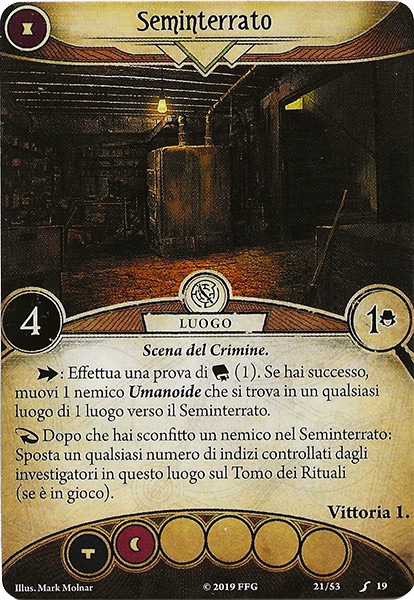 Seminterrato
4
LUOGO
1
Scena del Crimine.
: Effettua una prova di (1). Se hai successo,
muovi 1 nemico Umanoide che si trova in un qualsiasi
luogo di 1 luogo verso il Seminterrato.
Dopo che hai sconfitto un nemico nel Seminterrato:
Sposta un qualsiasi numero di indizi controllati dagli
investigatori in questo luogo sul Tomo dei Rituali
(se è in gioco).
Vittoria 1.
Illus. Mark Molnar
© 2019 FFG
21/53
19